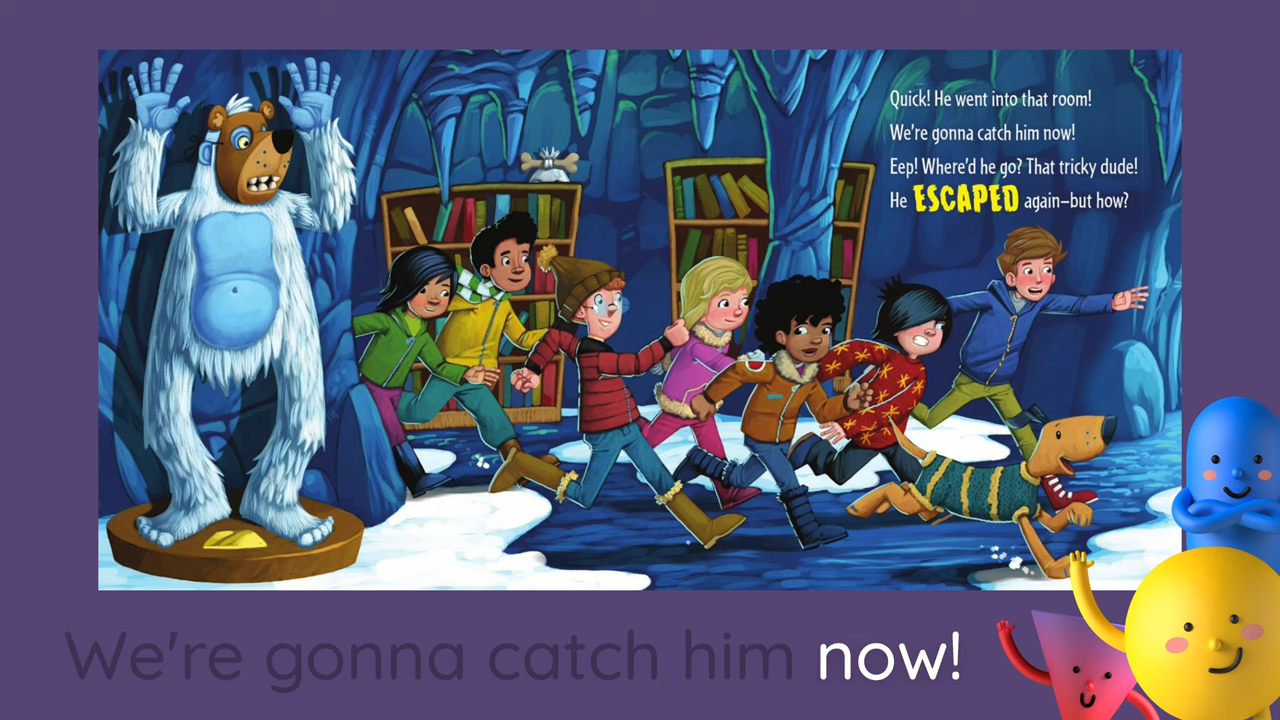 Quick! He went into that room!
We're gonna catch him now!
Eep! Where'd he go? That tricky dude!
He ESCAPED again–but how?
We're gonna catch him now!